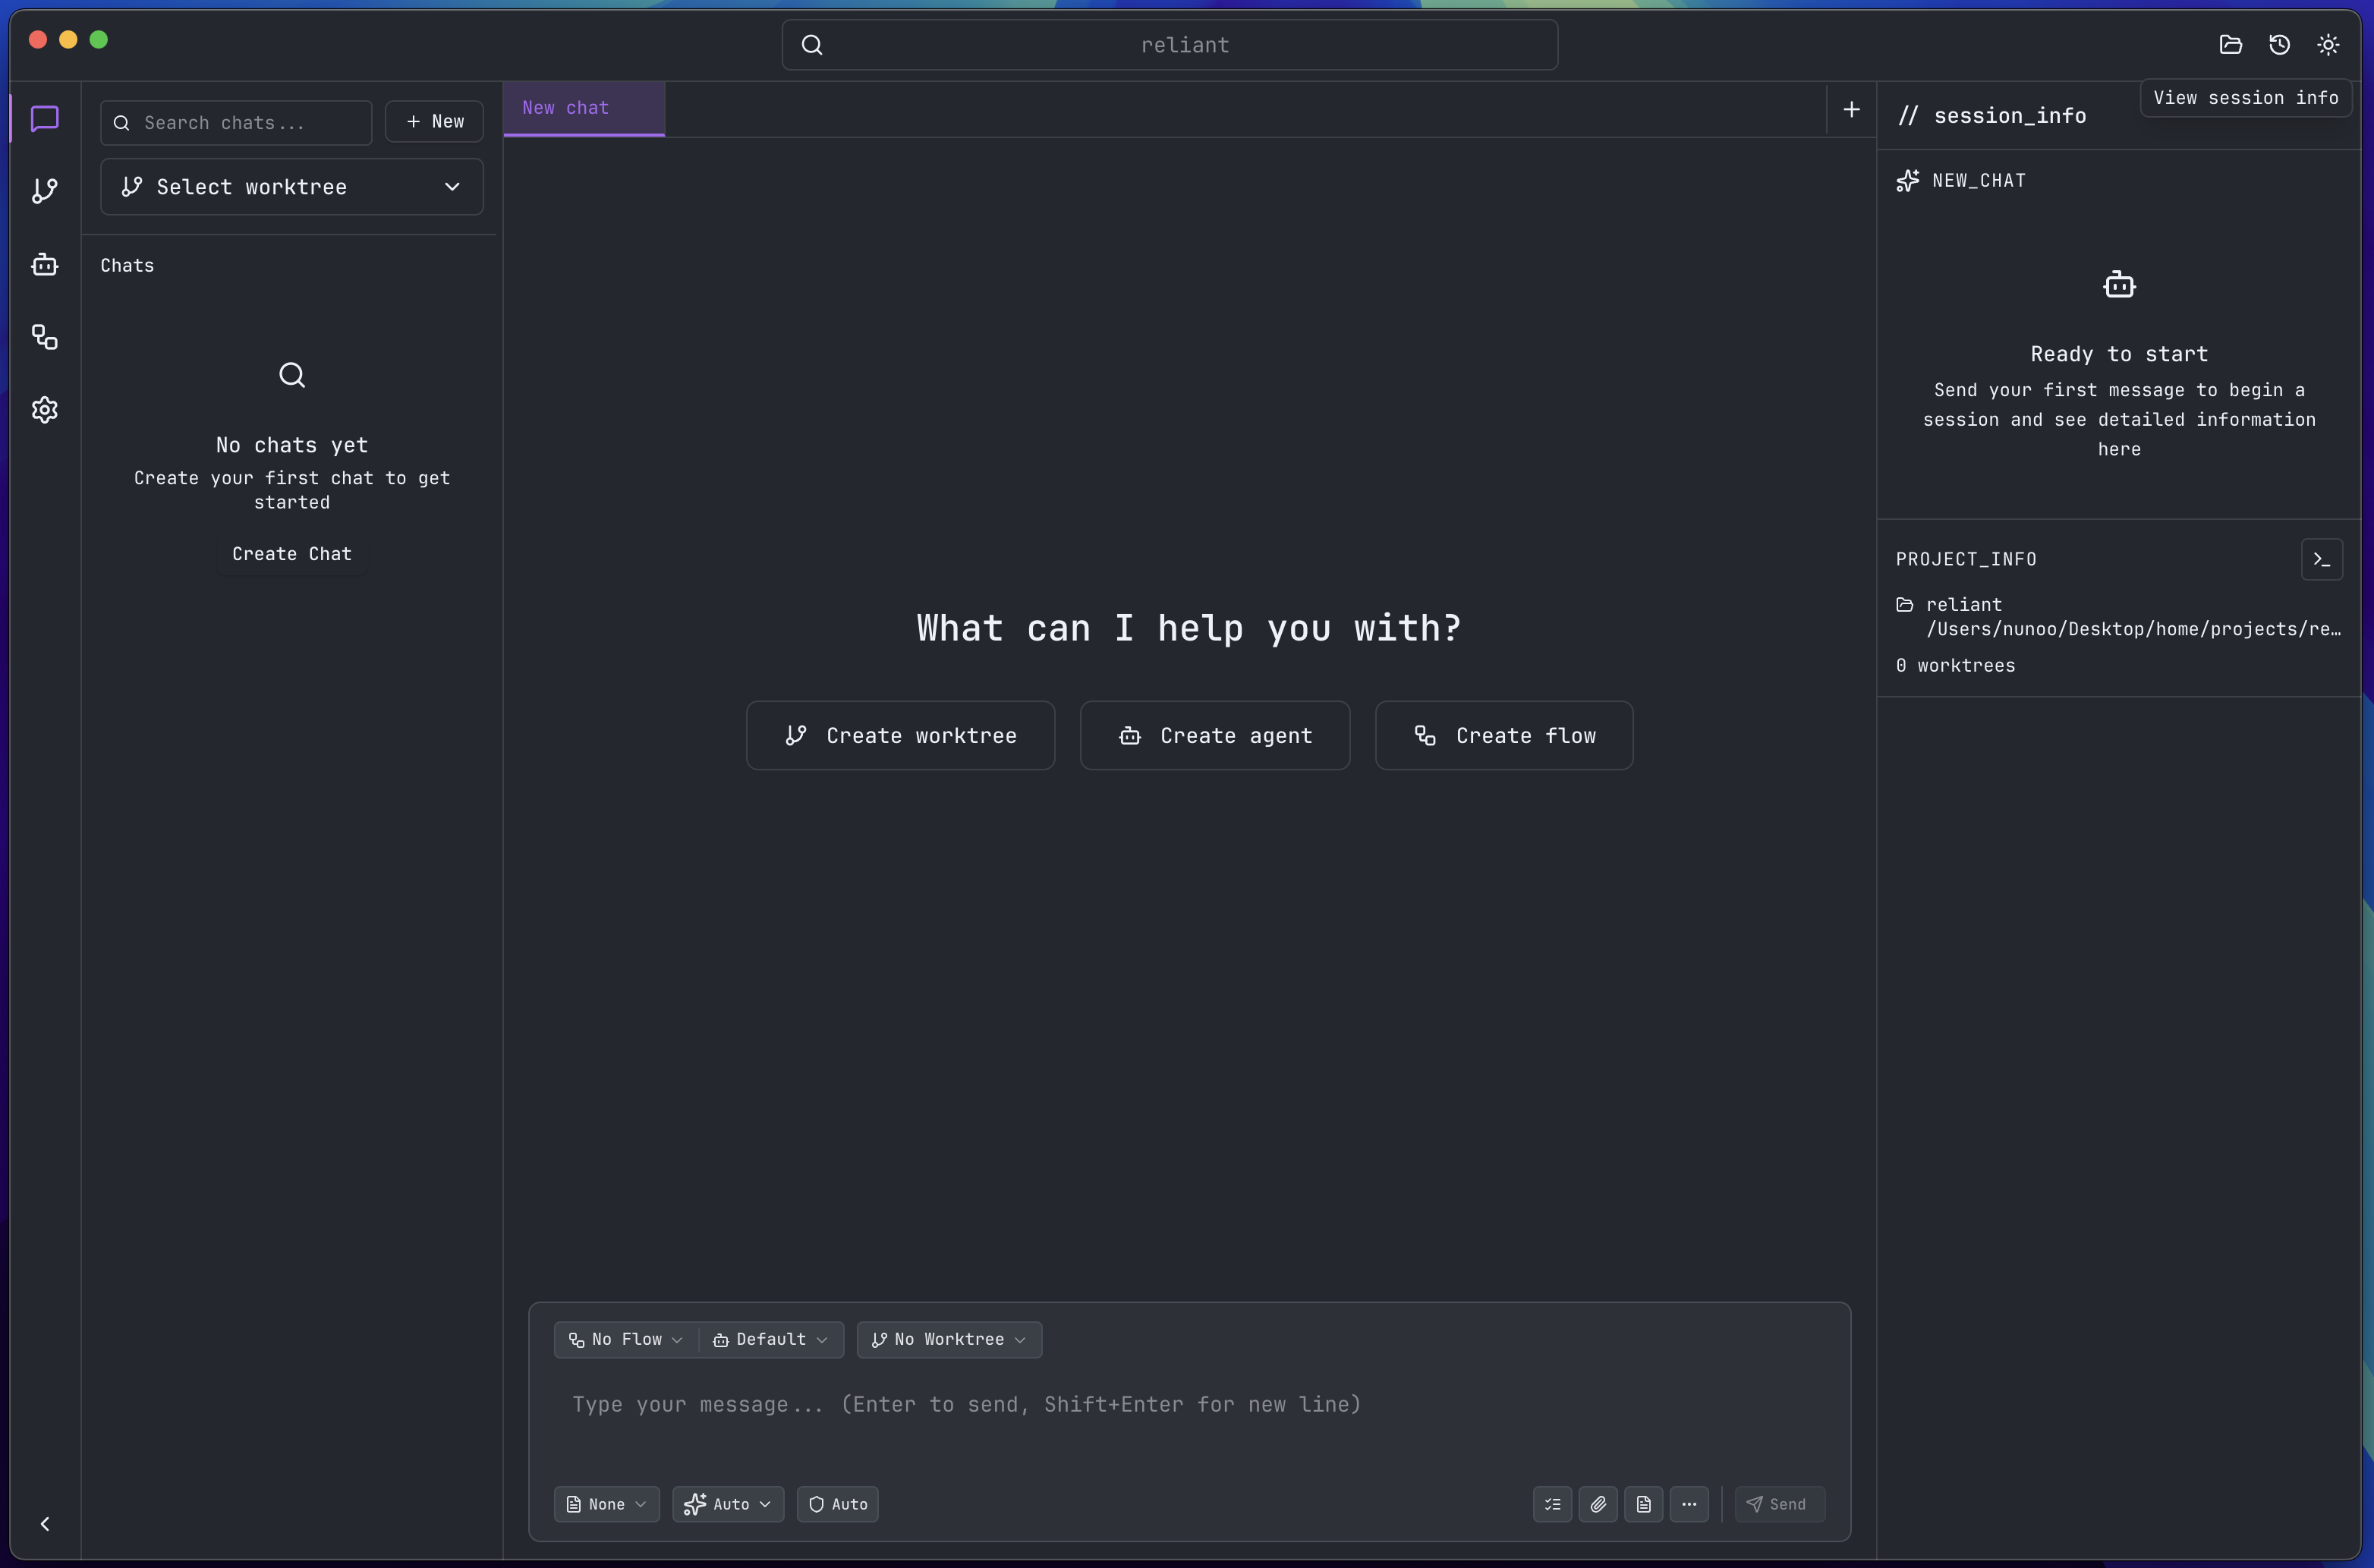 reliant
View session info
Search chats...
New
Select worktree
Chats
No chats yet
Create your first chat to get
started
Create Chat
New chat
What can I help you with?
Create worktree
Create agent
Create flow
No Flow
Default
No Worktree
Type your message... (Enter to send, Shift+Enter for new line)
None
Auto
Auto
Send
// session_info
NEW_CHAT
Ready to start
Send your first message to begin a
session and see detailed information
here
PROJECT_INFO
reliant
/Users/nunoo/Desktop/home/projects/re…
0 worktrees